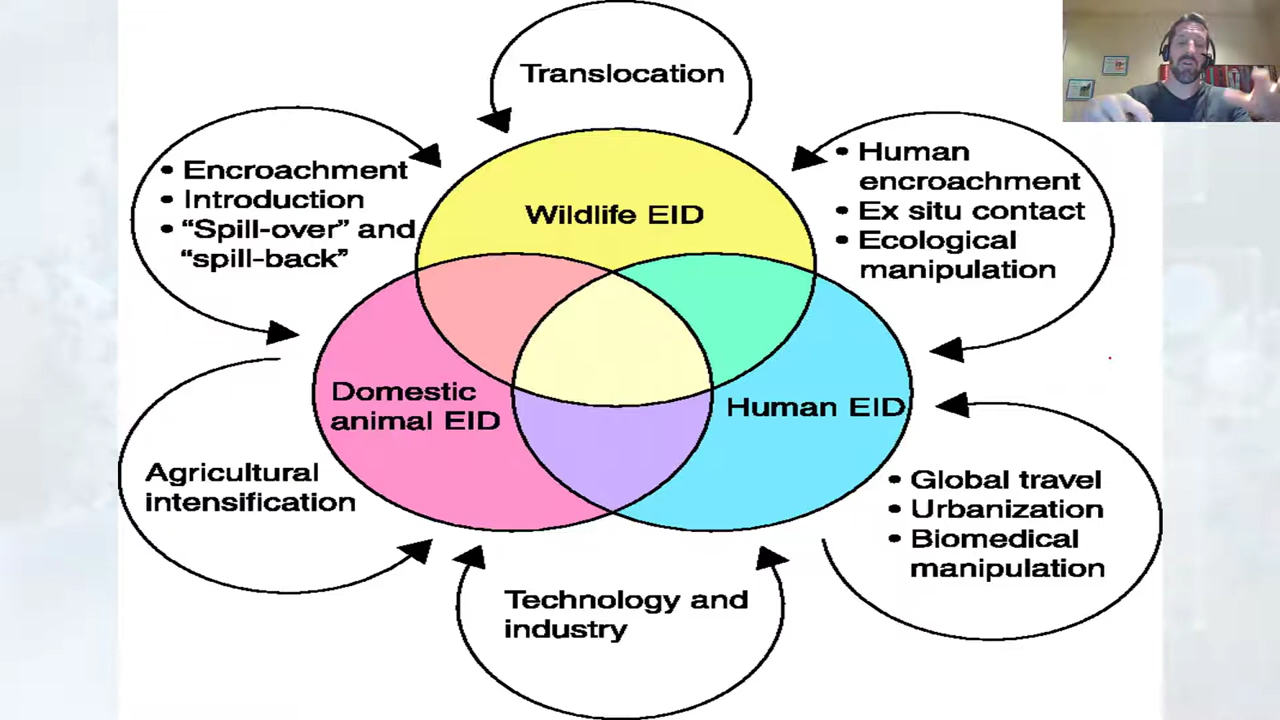 Translocation
• Encroachment
• Introduction
• “Spill-over” and
“spill-back”
• Human
encroachment
• Ex situ contact
• Ecological
manipulation
Wildlife EID
Domestic
animal EID
Human EID
Agricultural
intensification
• Global travel
• Urbanization
• Biomedical
manipulation
Technology and
industry